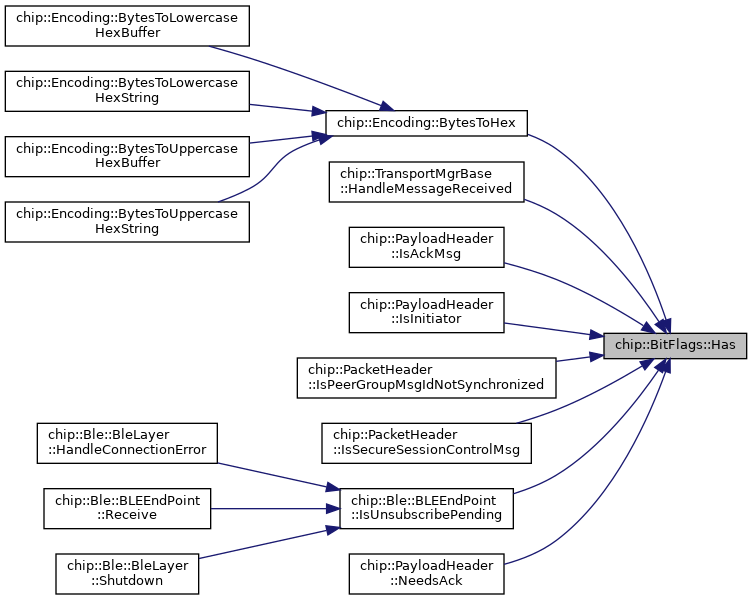 chip::Encoding::BytesToLowercase
HexBuffer
chip::Encoding::BytesToLowercase
HexString
chip::Encoding::BytesToUppercase
HexBuffer
chip::Encoding::BytesToUppercase
HexString
chip::Encoding::BytesToHex
chip::TransportMgrBase
::HandleMessageReceived
chip::PayloadHeader
::IsAckMsg
chip::PayloadHeader
::IsInitiator
chip::BitFlags::Has
chip::PacketHeader
::IsPeerGroupMsgIdNotSynchronized
chip::PacketHeader
::IsSecureSessionControlMsg
chip::Ble::BleLayer
::HandleConnectionError
chip::Ble::BLEEndPoint
::Receive
chip::Ble::BleLayer
::Shutdown
chip::Ble::BLEEndPoint
::IsUnsubscribePending
chip::PayloadHeader
::NeedsAck